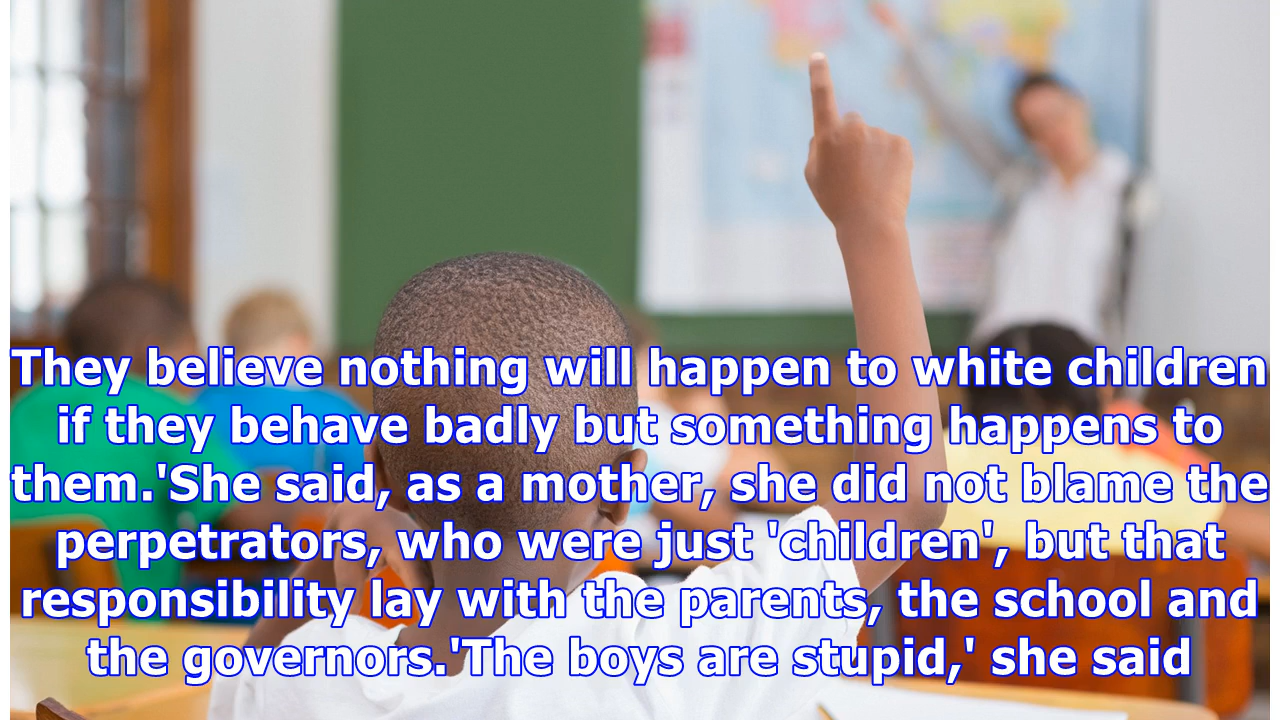 They believe nothing will happen to white children
if they behave badly but something happens to
them.'She said, as a mother, she did not blame the
perpetrators, who were just 'children', but that
responsibility lay with the parents, the school and
the governors.'The boys are stupid,' she said